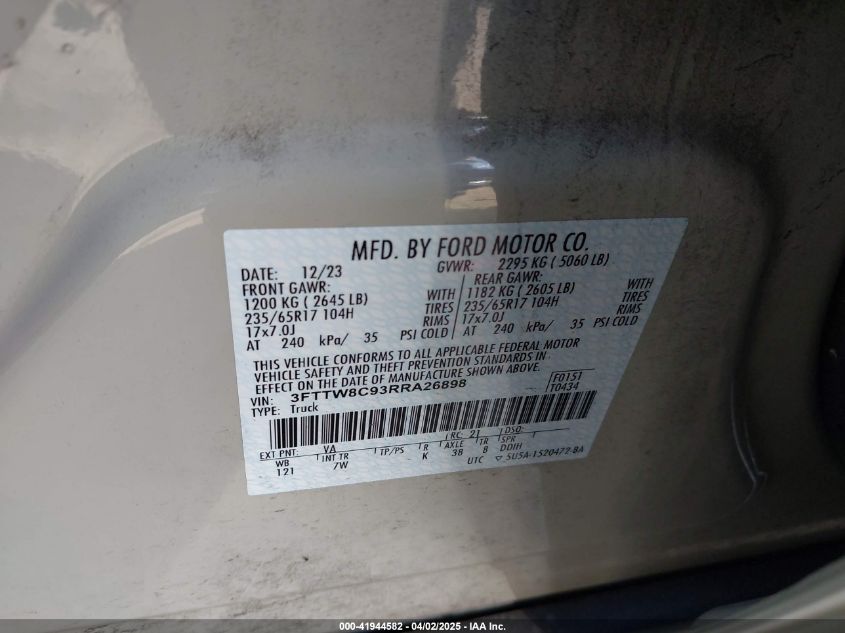 MFD. BY FORD MOTOR CO.
DATE: 12/23 GVWR: 2295 KG ( 5060 LB)
FRONT GAWR: REAR GAWR:
1200 KG ( 2645 LB) WITH 1182 KG ( 2605 LB) WITH
235/65R17 104H TIRES 235/65R17 104H TIRES
17x7.0J RIMS 17x7.0J RIMS
AT 240 kPa/ 35 PSI COLD AT 240 kPa/ 35 PSI COLD
THIS VEHICLE CONFORMS TO ALL APPLICABLE FEDERAL MOTOR
VEHICLE SAFETY AND THEFT PREVENTION STANDARDS IN
EFFECT ON THE DATE OF MANUFACTURE SHOWN ABOVE.
VIN: 3FTTW8C93RRA26898 F0151
TYPE: Truck T0434
EXT PNT: VA RC: 21 DSO:
WB INT TR TP/PS R AXLE TR SPR
121 7W K 38 8 DDIH
UTC ▽ 5U5A-1520472-BA
000-41944582 04/02/2025 - IAA Inc.